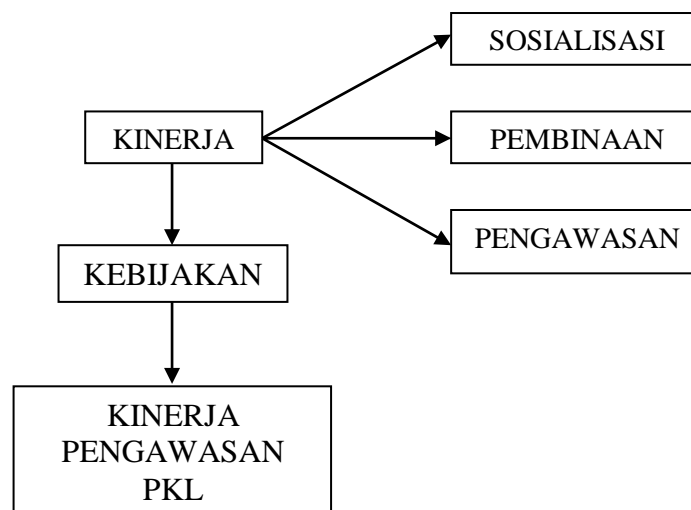 SOSIALISASI
KINERJA
PEMBINAAN
PENGAWASAN
KEBIJAKAN
KINERJA
PENGAWASAN
PKL